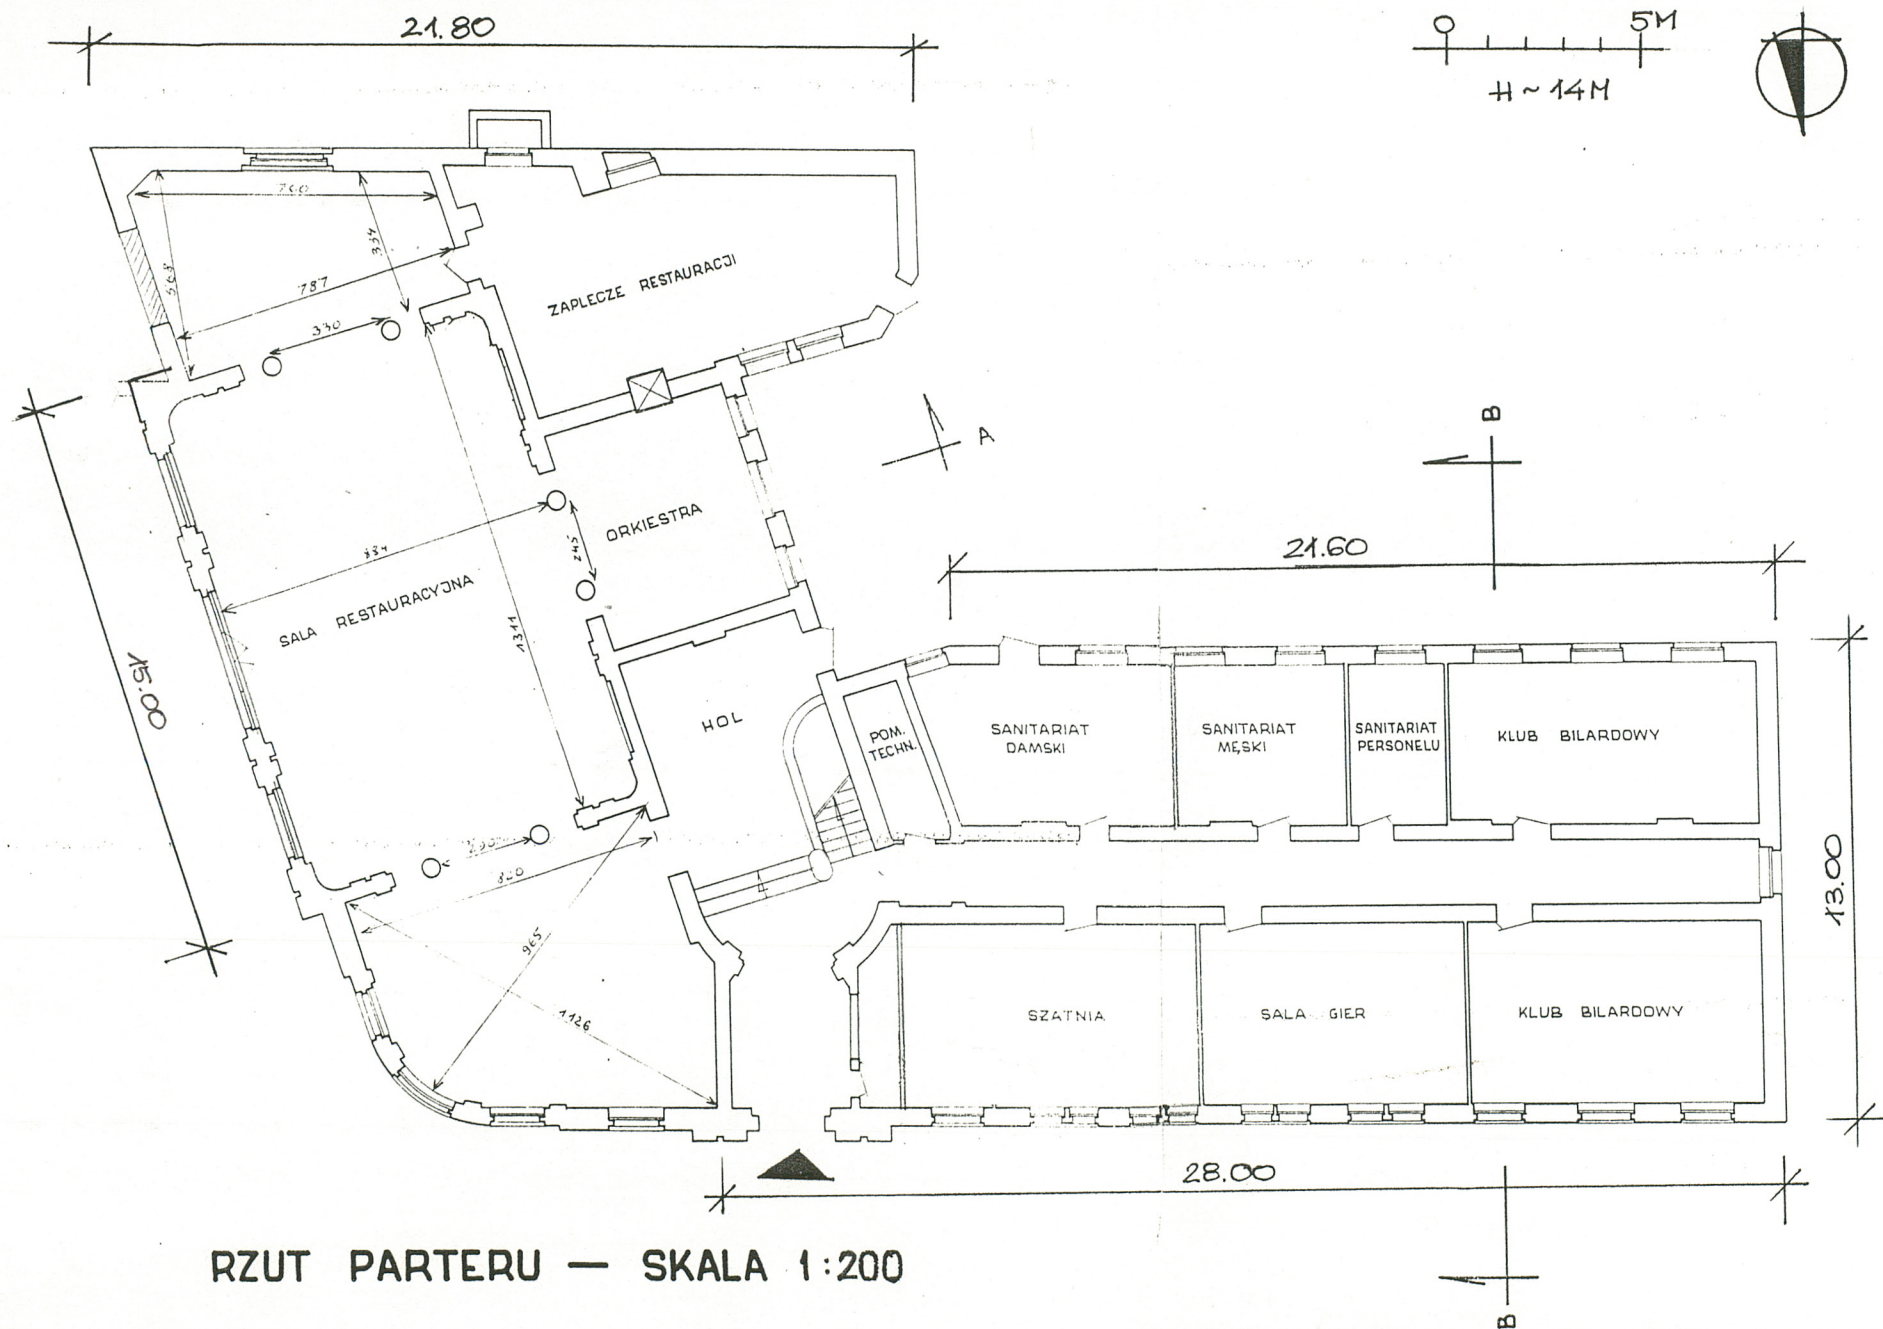 21.80
0 5M
H ~ 14M
760
334
568
787
330
ZAPLECZE RESTAURACJI
A
B
ORKIESTRA
245
884
SALA RESTAURACYJNA
1311
21.60
15.00
HOL
POM.
TECHN.
SANITARIAT
DAMSKI
SANITARIAT
MĘSKI
SANITARIAT
PERSONELU
KLUB BILARDOWY
820
965
1126
13.00
SZATNIA
SALA GIER
KLUB BILARDOWY
28.00
RZUT PARTERU — SKALA 1:200
B